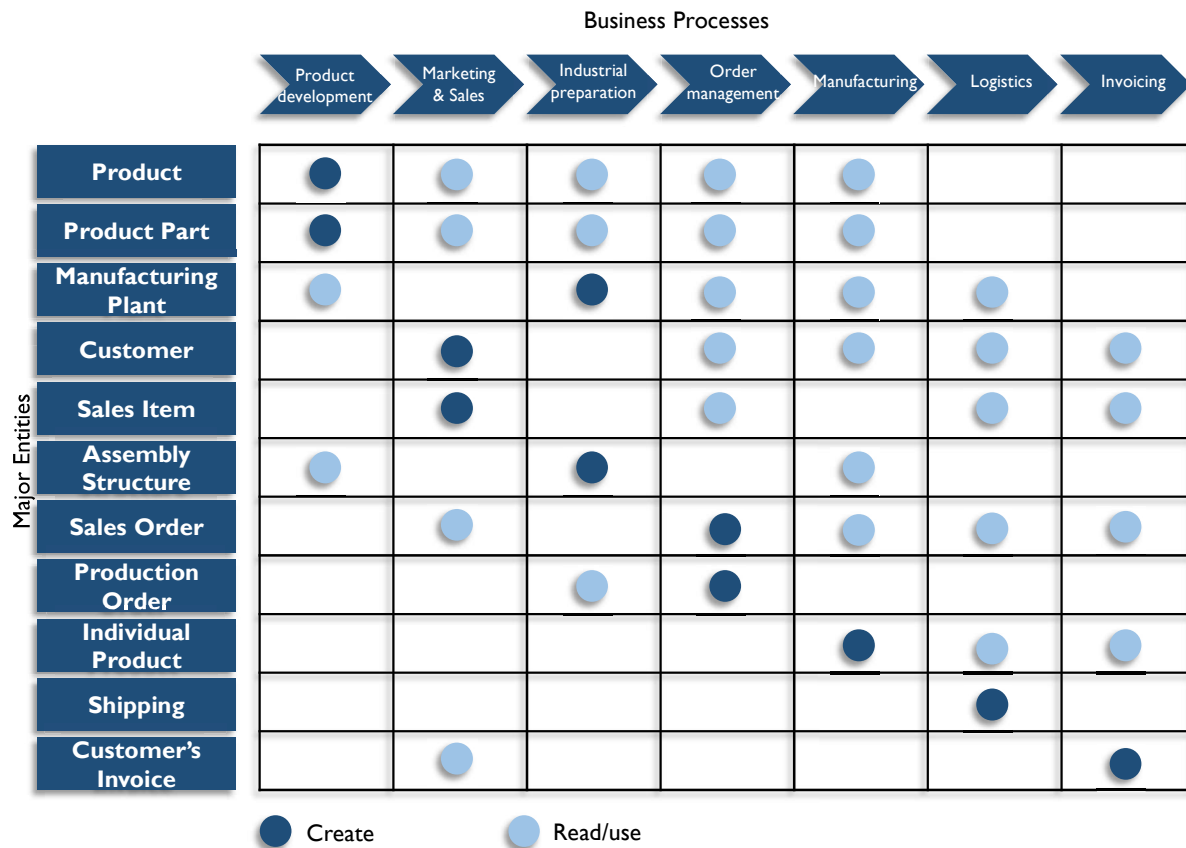 Business Processes
Product
development
Marketing
& Sales
Industrial
preparation
Order
management
Manufacturing
Logistics
Invoicing
Major Entities
Product
Product Part
Manufacturing
Plant
Customer
Sales Item
Assembly
Structure
Sales Order
Production
Order
Individual
Product
Shipping
Customer’s
Invoice
Create
Read/use